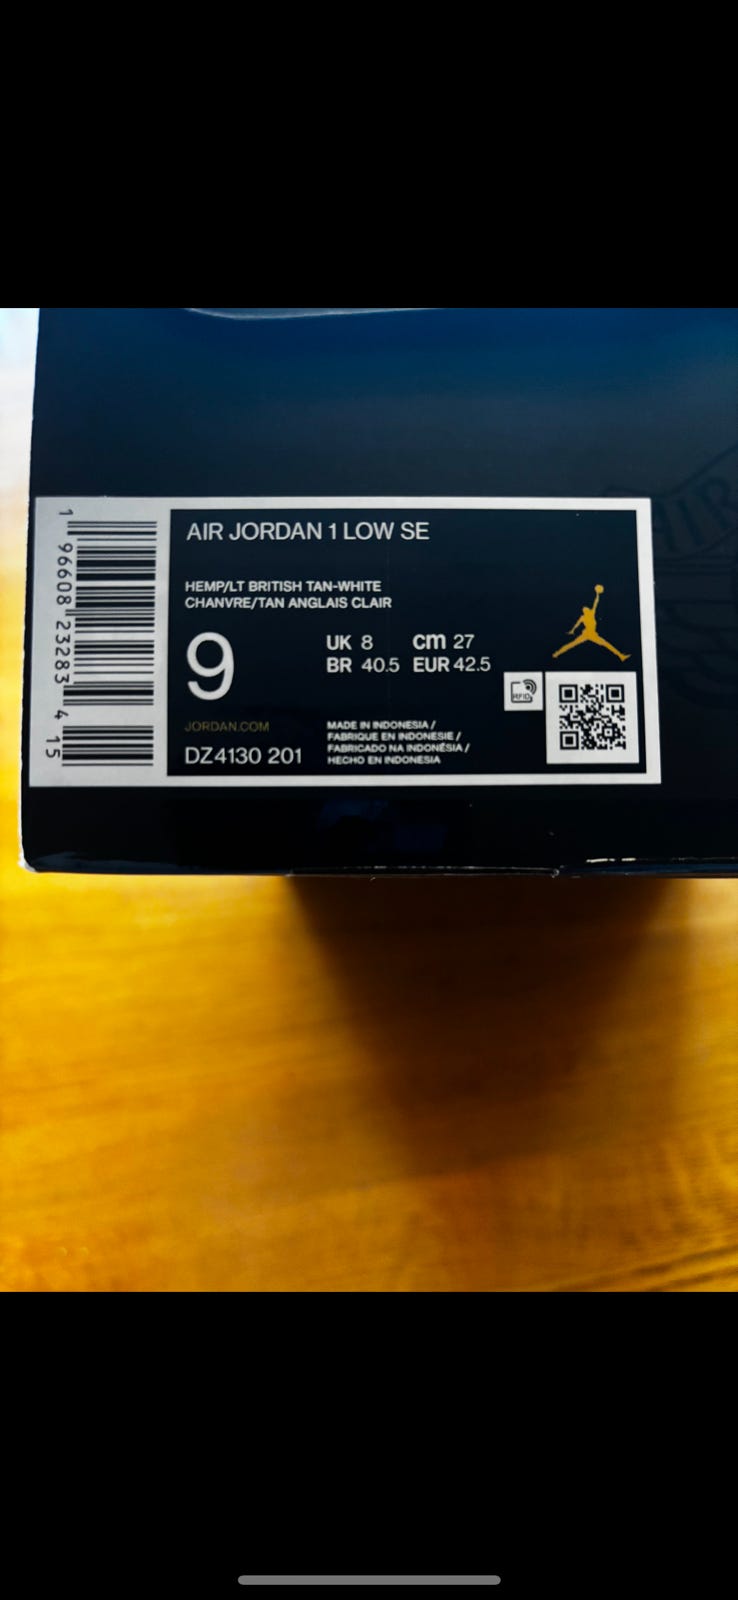 AIR JORDAN 1 LOW SE
HEMP/LT BRITISH TAN-WHITE
CHANVRE/TAN ANGLAIS CLAIR
9
UK 8 cm 27
BR 40.5 EUR 42.5
RFID
JORDAN.COM
DZ4130 201
MADE IN INDONESIA /
FABRIQUE EN INDONESIE /
FABRICADO NA INDONÉSIA /
HECHO EN INDONESIA
1 96608 23283 4 15
AIR